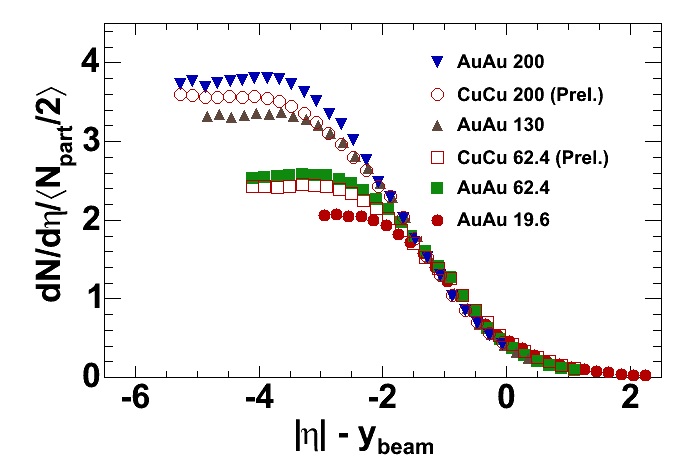 dN/dη/⟨N_part/2⟩
4
3
2
1
0
AuAu 200
CuCu 200 (Prel.)
AuAu 130
CuCu 62.4 (Prel.)
AuAu 62.4
AuAu 19.6
-6 -4 -2 0 2
|η| - y_beam